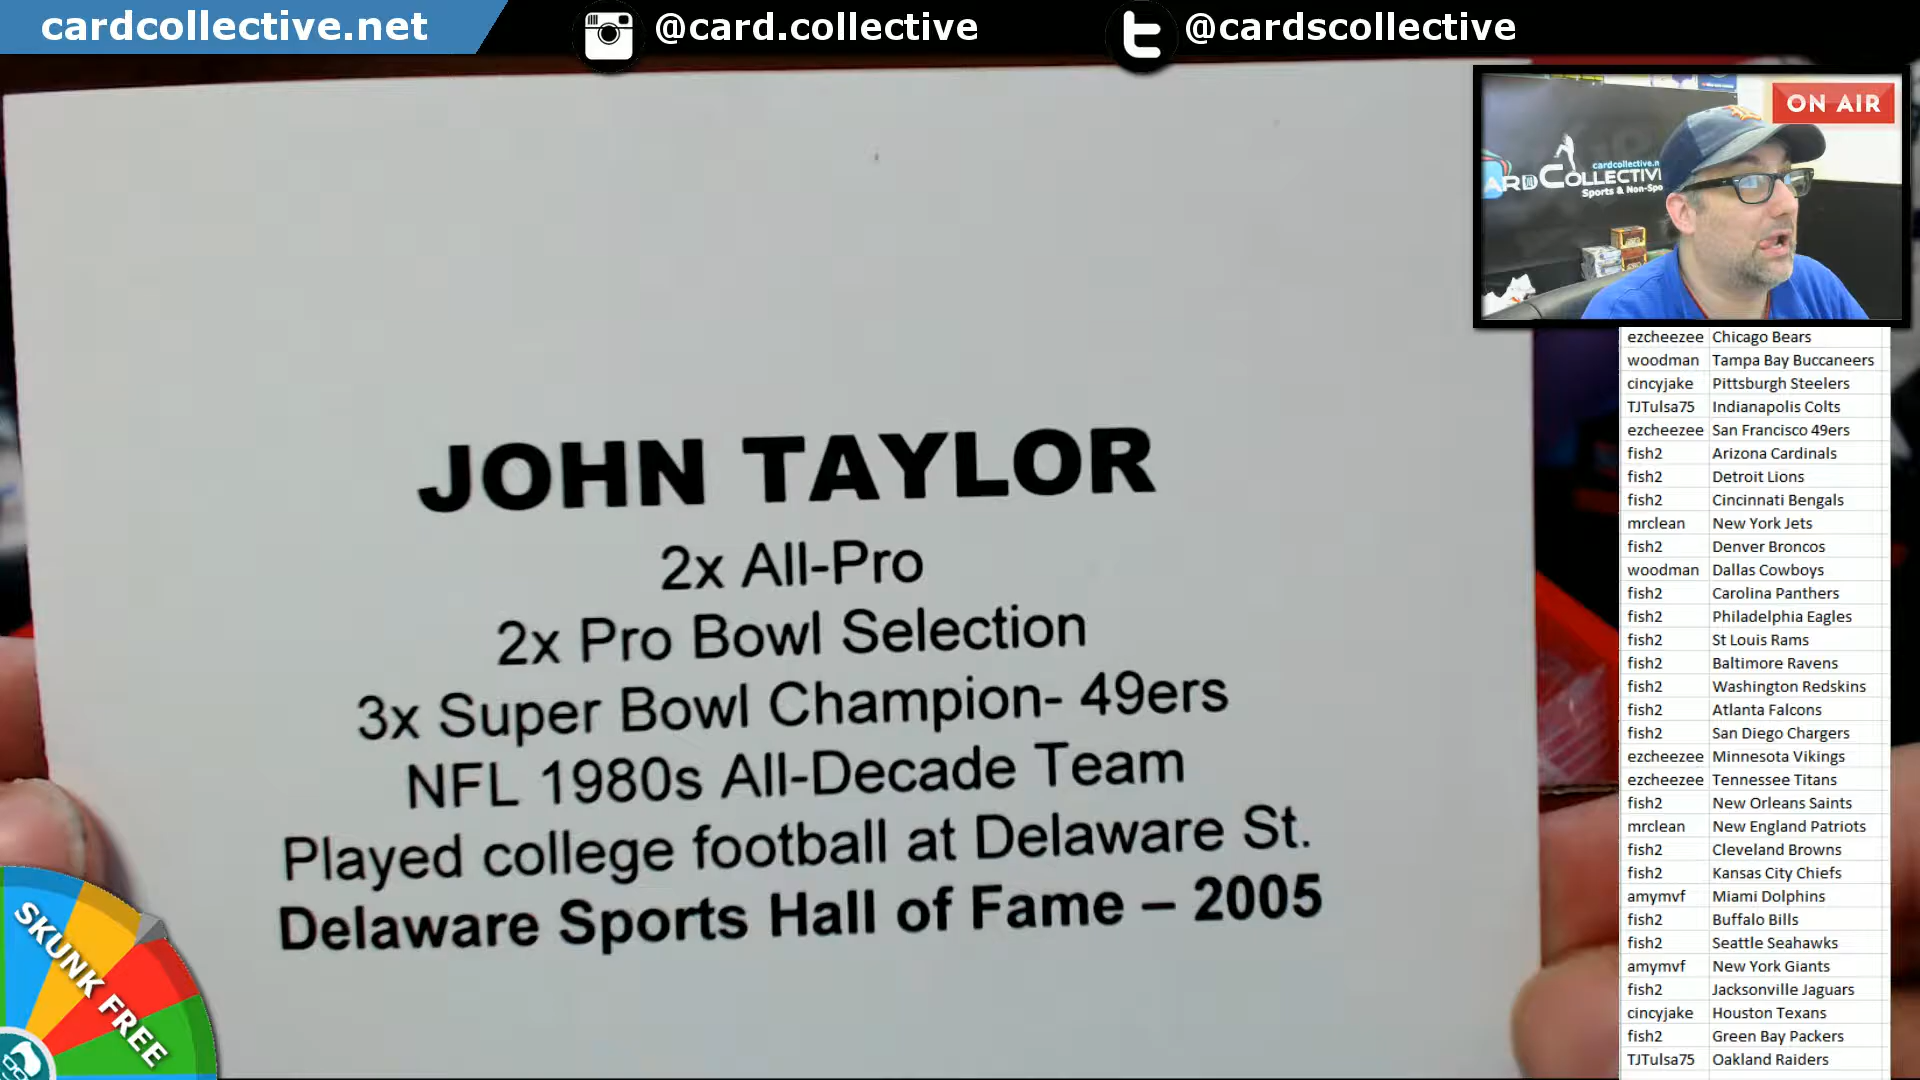 cardcollective.net
@card.collective
@cardscollective
ON AIR
cardcollective.n
ARDCOLLECTIV
Sports & Non-Spo
JOHN TAYLOR
2x All-Pro
2x Pro Bowl Selection
3x Super Bowl Champion- 49ers
NFL 1980s All-Decade Team
Played college football at Delaware St.
Delaware Sports Hall of Fame – 2005
SKUNK FREE
ezcheezee Chicago Bears
woodman Tampa Bay Buccaneers
cincyjake Pittsburgh Steelers
TJTulsa75 Indianapolis Colts
ezcheezee San Francisco 49ers
fish2 Arizona Cardinals
fish2 Detroit Lions
fish2 Cincinnati Bengals
mrclean New York Jets
fish2 Denver Broncos
woodman Dallas Cowboys
fish2 Carolina Panthers
fish2 Philadelphia Eagles
fish2 St Louis Rams
fish2 Baltimore Ravens
fish2 Washington Redskins
fish2 Atlanta Falcons
fish2 San Diego Chargers
ezcheezee Minnesota Vikings
ezcheezee Tennessee Titans
fish2 New Orleans Saints
mrclean New England Patriots
fish2 Cleveland Browns
fish2 Kansas City Chiefs
amymvf Miami Dolphins
fish2 Buffalo Bills
fish2 Seattle Seahawks
amymvf New York Giants
fish2 Jacksonville Jaguars
cincyjake Houston Texans
fish2 Green Bay Packers
TJTulsa75 Oakland Raiders